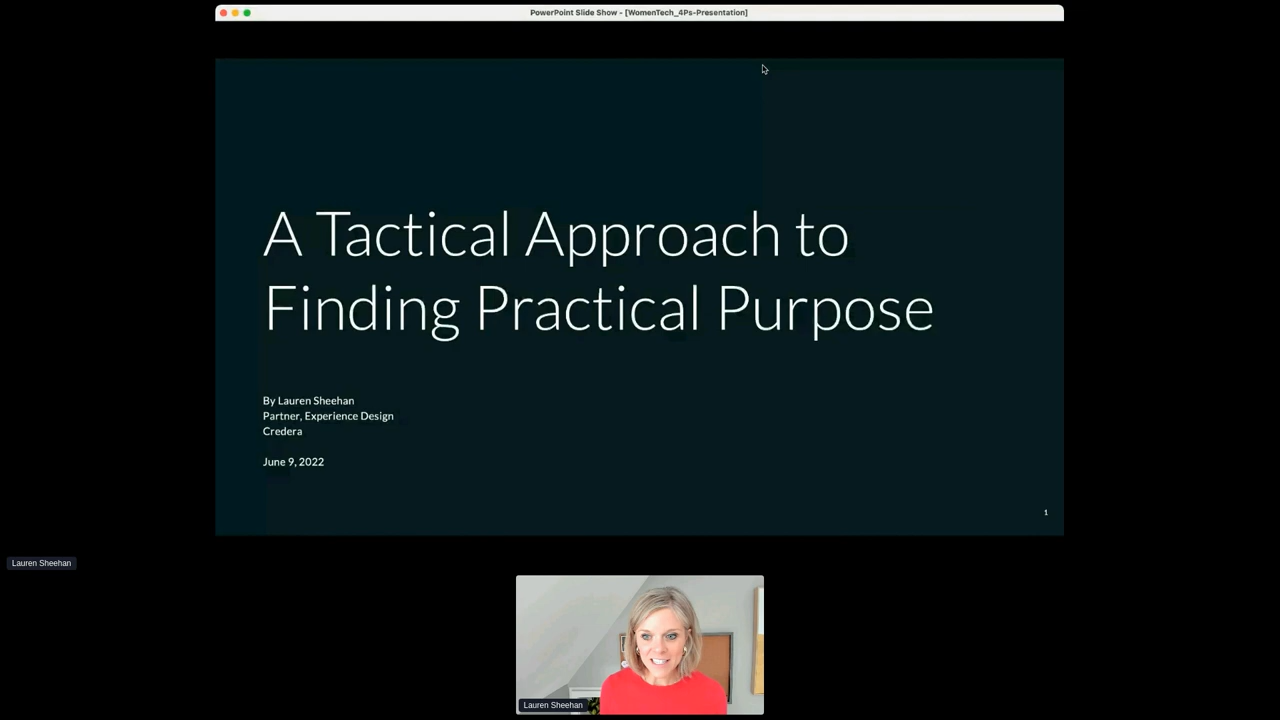 PowerPoint Slide Show - [WomenTech_4Ps-Presentation]
A Tactical Approach to
Finding Practical Purpose
By Lauren Sheehan
Partner, Experience Design
Credera
June 9, 2022
1
Lauren Sheehan
Lauren Sheehan